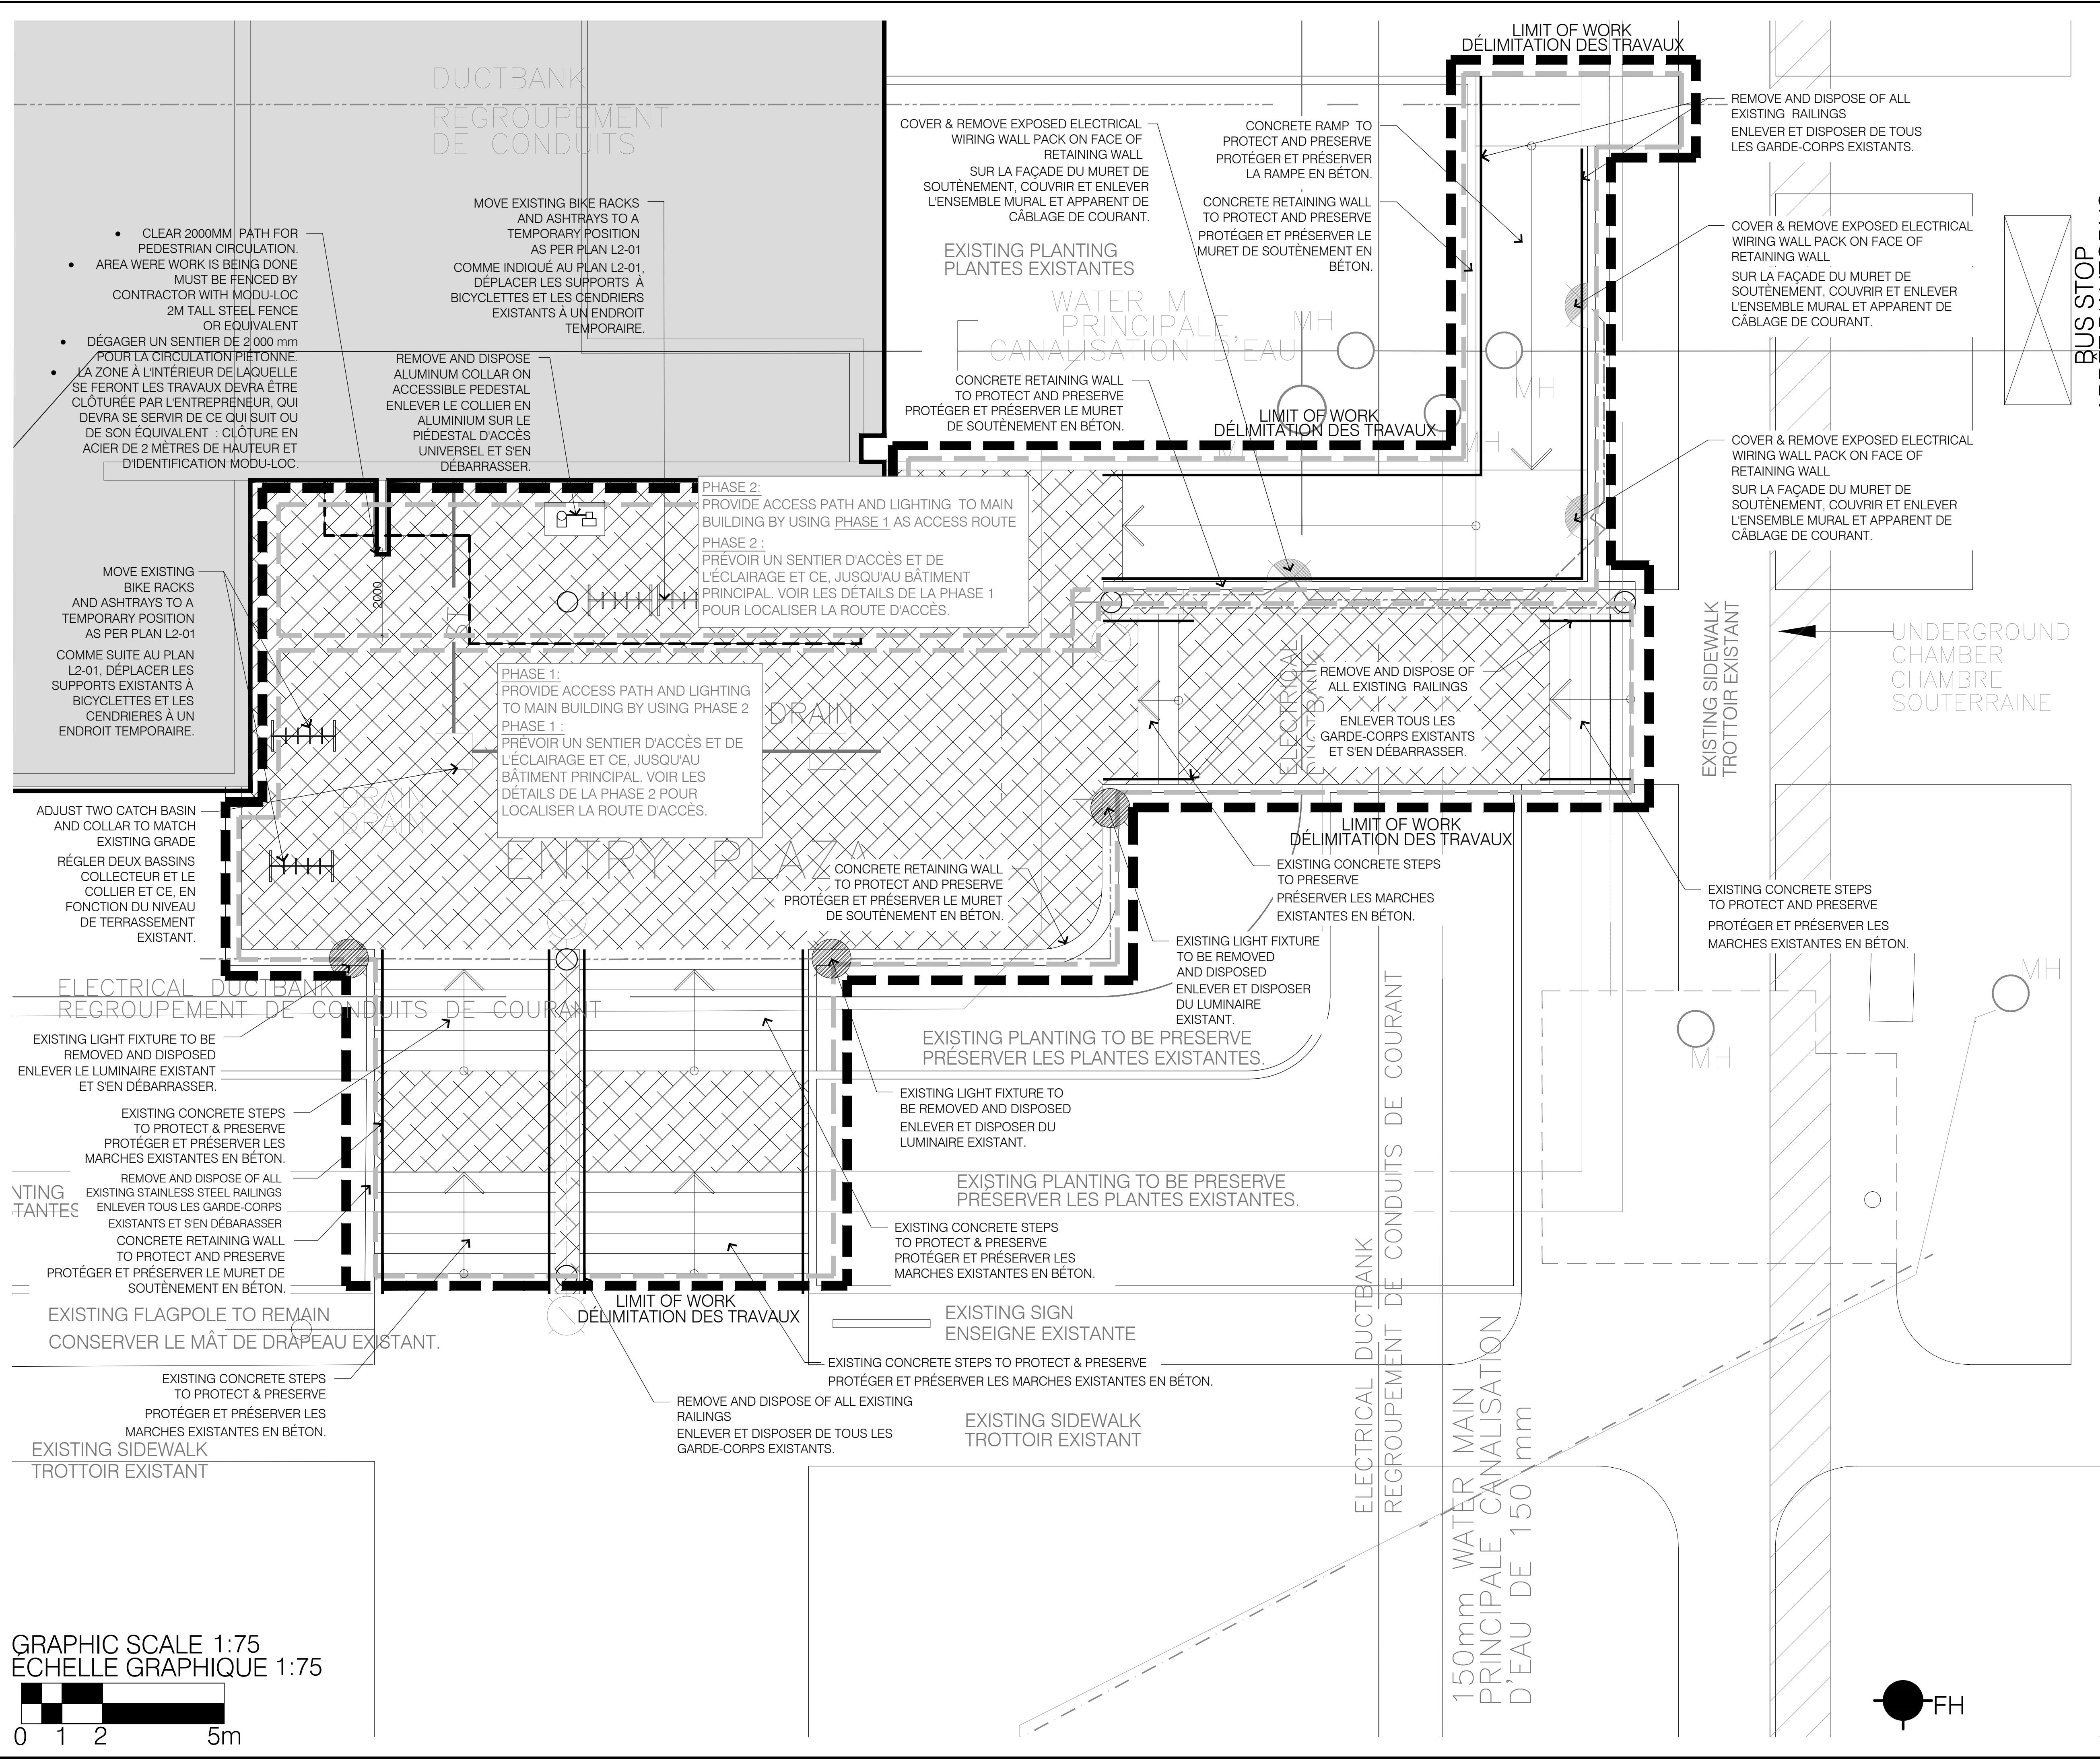 LIMIT OF WORK
DÉLIMITATION DES TRAVAUX
DUCTBANK
REGROUPEMENT
DE CONDUITS
REMOVE AND DISPOSE OF ALL
EXISTING RAILINGS
ENLEVER ET DISPOSER DE TOUS
LES GARDE-CORPS EXISTANTS.
COVER & REMOVE EXPOSED ELECTRICAL
WIRING WALL PACK ON FACE OF
RETAINING WALL
SUR LA FAÇADE DU MURET DE
SOUTÈNEMENT, COUVRIR ET ENLEVER
L'ENSEMBLE MURAL ET APPARENT DE
CÂBLAGE DE COURANT.
CONCRETE RAMP TO
PROTECT AND PRESERVE
PROTÉGER ET PRÉSERVER
LA RAMPE EN BÉTON.
CONCRETE RETAINING WALL
TO PROTECT AND PRESERVE
PROTÉGER ET PRÉSERVER LE
MURET DE SOUTÈNEMENT EN
BÉTON.
MOVE EXISTING BIKE RACKS
AND ASHTRAYS TO A
TEMPORARY POSITION
AS PER PLAN L2-01
COMME INDIQUÉ AU PLAN L2-01,
DÉPLACER LES SUPPORTS À
BICYCLETTES ET LES CENDRIERS
EXISTANTS À UN ENDROIT
TEMPORAIRE.
• CLEAR 2000MM PATH FOR
PEDESTRIAN CIRCULATION.
• AREA WERE WORK IS BEING DONE
MUST BE FENCED BY
CONTRACTOR WITH MODU-LOC
2M TALL STEEL FENCE
OR EQUIVALENT
• DÉGAGER UN SENTIER DE 2 000 mm
POUR LA CIRCULATION PIÉTONNE.
• LA ZONE À L'INTÉRIEUR DE LAQUELLE
SE FERONT LES TRAVAUX DEVRA ÊTRE
CLÔTURÉE PAR L'ENTREPRENEUR, QUI
DEVRA SE SERVIR DE CE QUI SUIT OU
DE SON ÉQUIVALENT : CLÔTURE EN
ACIER DE 2 MÈTRES DE HAUTEUR ET
D'IDENTIFICATION MODU-LOC.
EXISTING PLANTING
PLANTES EXISTANTES
WATER M
PRINCIPALE,
CANALISATION D'EAU
MH
MH
MH
COVER & REMOVE EXPOSED ELECTRICAL
WIRING WALL PACK ON FACE OF
RETAINING WALL
SUR LA FAÇADE DU MURET DE
SOUTÈNEMENT, COUVRIR ET ENLEVER
L'ENSEMBLE MURAL ET APPARENT DE
CÂBLAGE DE COURANT.
BUS STOP
REMOVE AND DISPOSE
ALUMINUM COLLAR ON
ACCESSIBLE PEDESTAL
ENLEVER LE COLLIER EN
ALUMINIUM SUR LE
PIÉDESTAL D'ACCÈS
UNIVERSEL ET S'EN
DÉBARRASSER.
CONCRETE RETAINING WALL
TO PROTECT AND PRESERVE
PROTÉGER ET PRÉSERVER LE MURET
DE SOUTÈNEMENT EN BÉTON.
LIMIT OF WORK
DÉLIMITATION DES TRAVAUX
COVER & REMOVE EXPOSED ELECTRICAL
WIRING WALL PACK ON FACE OF
RETAINING WALL
SUR LA FAÇADE DU MURET DE
SOUTÈNEMENT, COUVRIR ET ENLEVER
L'ENSEMBLE MURAL ET APPARENT DE
CÂBLAGE DE COURANT.
PHASE 2:
PROVIDE ACCESS PATH AND LIGHTING TO MAIN
BUILDING BY USING PHASE 1 AS ACCESS ROUTE
PHASE 2 :
PRÉVOIR UN SENTIER D'ACCÈS ET DE
L'ÉCLAIRAGE ET CE, JUSQU'AU BÂTIMENT
PRINCIPAL. VOIR LES DÉTAILS DE LA PHASE 1
POUR LOCALISER LA ROUTE D'ACCÈS.
2000
MOVE EXISTING
BIKE RACKS
AND ASHTRAYS TO A
TEMPORARY POSITION
AS PER PLAN L2-01
COMME SUITE AU PLAN
L2-01, DÉPLACER LES
SUPPORTS EXISTANTS À
BICYCLETTES ET LES
CENDRIERES À UN
ENDROIT TEMPORAIRE.
PHASE 1:
PROVIDE ACCESS PATH AND LIGHTING
TO MAIN BUILDING BY USING PHASE 2
PHASE 1 :
PRÉVOIR UN SENTIER D'ACCÈS ET DE
L'ÉCLAIRAGE ET CE, JUSQU'AU
BÂTIMENT PRINCIPAL. VOIR LES
DÉTAILS DE LA PHASE 2 POUR
LOCALISER LA ROUTE D'ACCÈS.
DRAIN
ELECTRICAL
REMOVE AND DISPOSE OF
ALL EXISTING RAILINGS
ENLEVER TOUS LES
GARDE-CORPS EXISTANTS
ET S'EN DÉBARRASSER.
EXISTING SIDEWALK
TROTTOIR EXISTANT
UNDERGROUND
CHAMBER
CHAMBRE
SOUTERRAINE
DRAIN
DRAIN
ADJUST TWO CATCH BASIN
AND COLLAR TO MATCH
EXISTING GRADE
RÉGLER DEUX BASSINS
COLLECTEUR ET LE
COLLIER ET CE, EN
FONCTION DU NIVEAU
DE TERRASSEMENT
EXISTANT.
ENTRY PLAZA
CONCRETE RETAINING WALL
TO PROTECT AND PRESERVE
PROTÉGER ET PRÉSERVER LE MURET
DE SOUTÈNEMENT EN BÉTON.
LIMIT OF WORK
DÉLIMITATION DES TRAVAUX
EXISTING CONCRETE STEPS
TO PRESERVE
PRÉSERVER LES MARCHES
EXISTANTES EN BÉTON.
EXISTING CONCRETE STEPS
TO PROTECT AND PRESERVE
PROTÉGER ET PRÉSERVER LES
MARCHES EXISTANTES EN BÉTON.
EXISTING LIGHT FIXTURE
TO BE REMOVED
AND DISPOSED
ENLEVER ET DISPOSER
DU LUMINAIRE
EXISTANT.
ELECTRICAL DUCTBANK
REGROUPEMENT DE CONDUITS DE COURANT
MH
MH
EXISTING LIGHT FIXTURE TO BE
REMOVED AND DISPOSED
ENLEVER LE LUMINAIRE EXISTANT
ET S'EN DÉBARRASSER.
EXISTING PLANTING TO BE PRESERVE
PRÉSERVER LES PLANTES EXISTANTES.
EXISTING LIGHT FIXTURE TO
BE REMOVED AND DISPOSED
ENLEVER ET DISPOSER DU
LUMINAIRE EXISTANT.
EXISTING CONCRETE STEPS
TO PROTECT & PRESERVE
PROTÉGER ET PRÉSERVER LES
MARCHES EXISTANTES EN BÉTON.
REMOVE AND DISPOSE OF ALL
EXISTING STAINLESS STEEL RAILINGS
ENLEVER TOUS LES GARDE-CORPS
EXISTANTS ET S'EN DÉBARASSER
NTING
TANTES
CONCRETE RETAINING WALL
TO PROTECT AND PRESERVE
PROTÉGER ET PRÉSERVER LE MURET DE
SOUTÈNEMENT EN BÉTON.
EXISTING PLANTING TO BE PRESERVE
PRÉSERVER LES PLANTES EXISTANTES.
EXISTING CONCRETE STEPS
TO PROTECT & PRESERVE
PROTÉGER ET PRÉSERVER LES
MARCHES EXISTANTES EN BÉTON.
LIMIT OF WORK
DÉLIMITATION DES TRAVAUX
EXISTING FLAGPOLE TO REMAIN
CONSERVER LE MÂT DE DRAPEAU EXISTANT.
EXISTING SIGN
ENSEIGNE EXISTANTE
EXISTING CONCRETE STEPS TO PROTECT & PRESERVE
PROTÉGER ET PRÉSERVER LES MARCHES EXISTANTES EN BÉTON.
EXISTING CONCRETE STEPS
TO PROTECT & PRESERVE
PROTÉGER ET PRÉSERVER LES
MARCHES EXISTANTES EN BÉTON.
REMOVE AND DISPOSE OF ALL EXISTING
RAILINGS
ENLEVER ET DISPOSER DE TOUS LES
GARDE-CORPS EXISTANTS.
EXISTING SIDEWALK
TROTTOIR EXISTANT
EXISTING SIDEWALK
TROTTOIR EXISTANT
ELECTRICAL DUCTBANK
REGROUPEMENT DE CONDUITS DE COURANT
150mm WATER MAIN
PRINCIPALE CANALISATION
D'EAU DE 150 mm
GRAPHIC SCALE 1:75
ÉCHELLE GRAPHIQUE 1:75
0 1 2 5m
FH